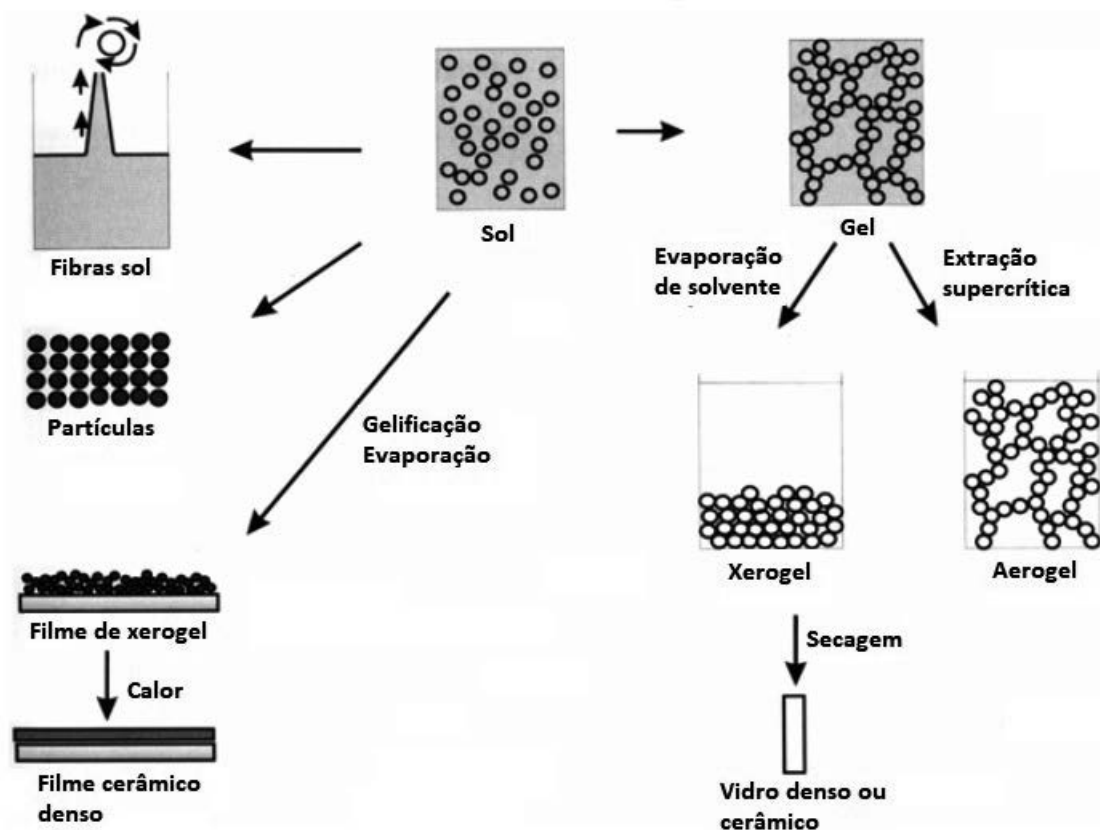 Sol
Gel
Fibras sol
Evaporação
de solvente
Extração
supercrítica
Partículas
Gelificação
Evaporação
Xerogel
Aerogel
Filme de xerogel
Secagem
Calor
Filme cerâmico
denso
Vidro denso ou
cerâmico